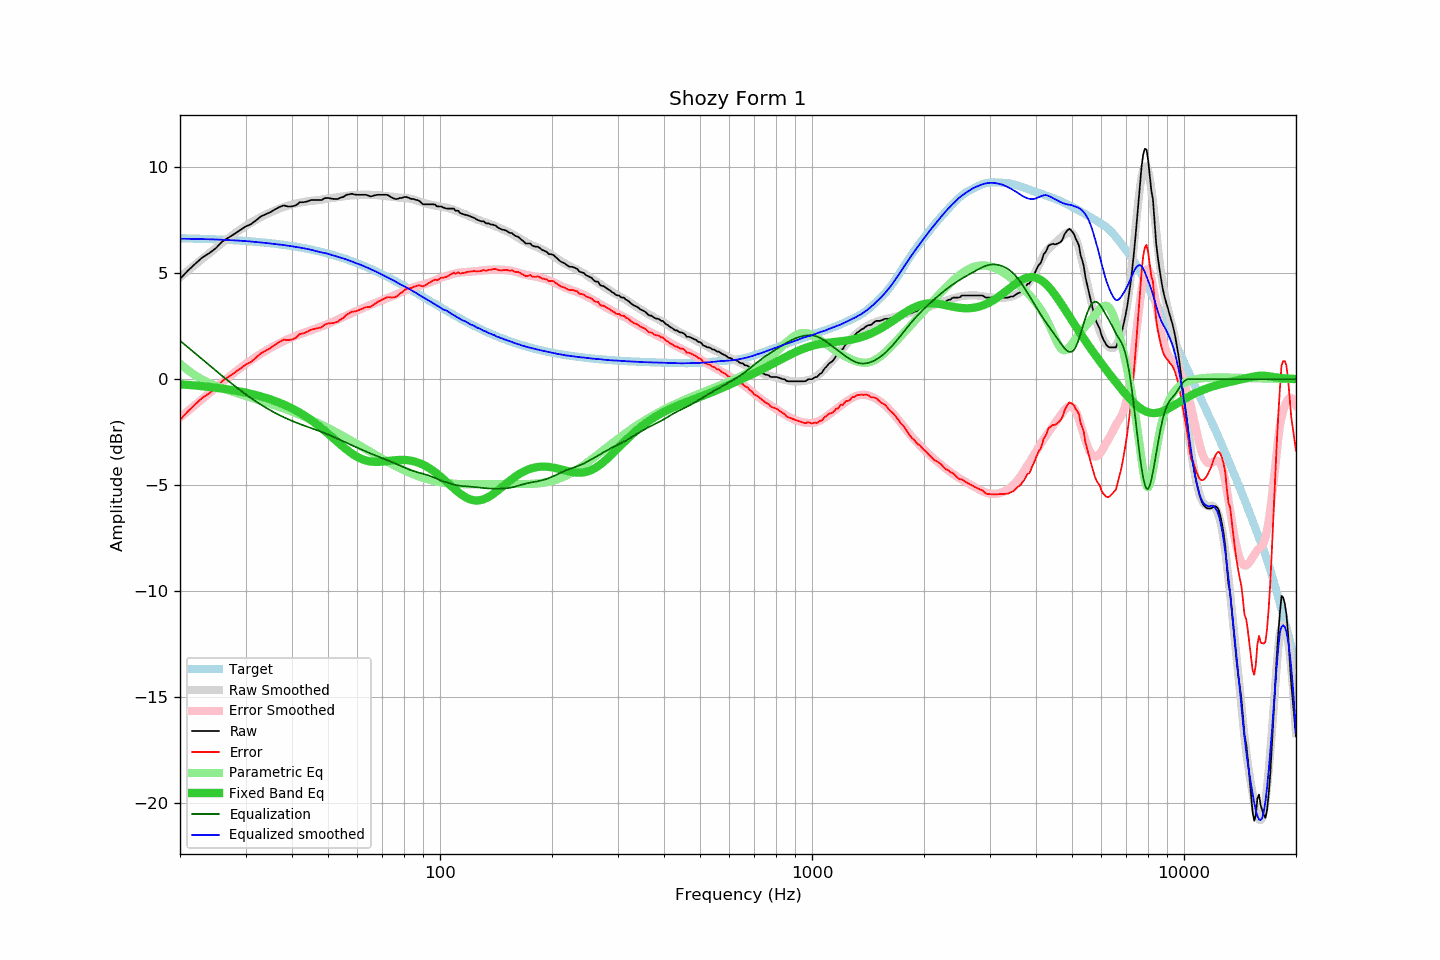 Shozy Form 1
Amplitude (dBr)
10
5
0
−5
−10
−15
−20
Target
Raw Smoothed
Error Smoothed
Raw
Error
Parametric Eq
Fixed Band Eq
Equalization
Equalized smoothed
100
1000
10000
Frequency (Hz)